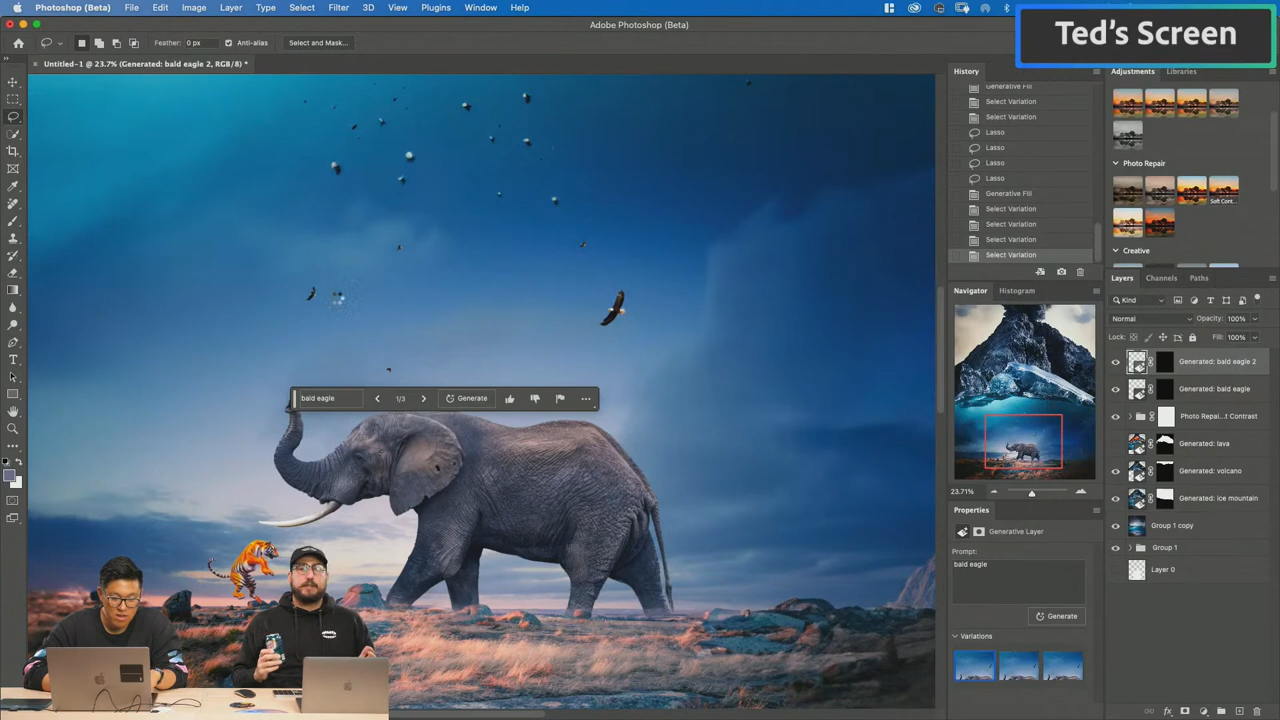 Photoshop (Beta) File Edit Image Layer Type Select Filter 3D View Plugins Window Help
Ted's Screen
Adobe Photoshop (Beta)
Feather: 0 px Anti-alias Select and Mask...
Untitled-1 @ 23.7% (Generated: bald eagle 2, RGB/8) *
History
Generative Fill
Select Variation
Select Variation
Lasso
Lasso
Lasso
Lasso
Generative Fill
Select Variation
Select Variation
Select Variation
Select Variation
Adjustments Libraries
Photo Repair
Soft Cont...
Creative
Navigator Histogram
23.71%
Layers Channels Paths
Kind
Normal Opacity: 100%
Lock: Fill: 100%
Generated: bald eagle 2
Generated: bald eagle
Photo Repai...t Contrast
Generated: lava
Generated: volcano
Generated: ice mountain
Group 1 copy
Group 1
Layer 0
bald eagle 1/3 Generate
Properties
Generative Layer
Prompt:
bald eagle
Generate
Variations